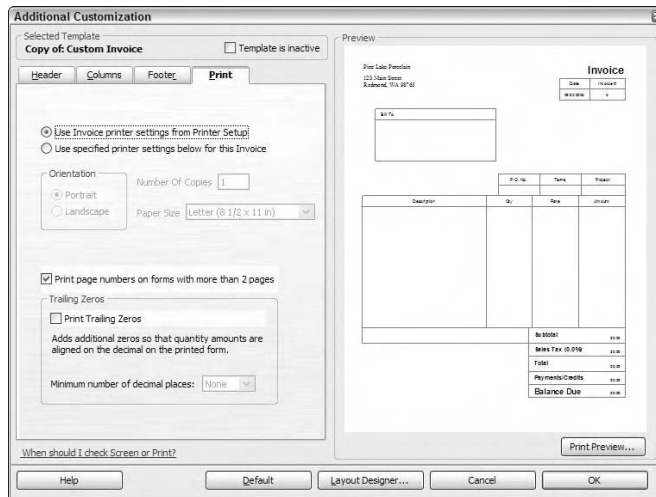 Additional Customization
Selected Template
Copy of: Custom Invoice
Template is inactive
Header
Columns
Footer
Print
Use Invoice printer settings from Printer Setup
Use specified printer settings below for this Invoice
Orientation
Portrait
Landscape
Number Of Copies 1
Paper Size Letter (8 1/2 x 11 in)
Print page numbers on forms with more than 2 pages
Trailing Zeros
Print Trailing Zeros
Adds additional zeros so that quantity amounts are
aligned on the decimal on the printed form.
Minimum number of decimal places: None
When should I check Screen or Print?
Preview
Pine Lake Porcelain
123 Main Street
Redmond, WA 98765
Invoice
Date
Invoice #
Bill To
P.O. No.
Terms
Project
Description
Qty
Rate
Amount
Subtotal
Sales Tax (0.0%)
Total
Payments/Credits
Balance Due
Print Preview...
Help
Default
Layout Designer...
Cancel
OK